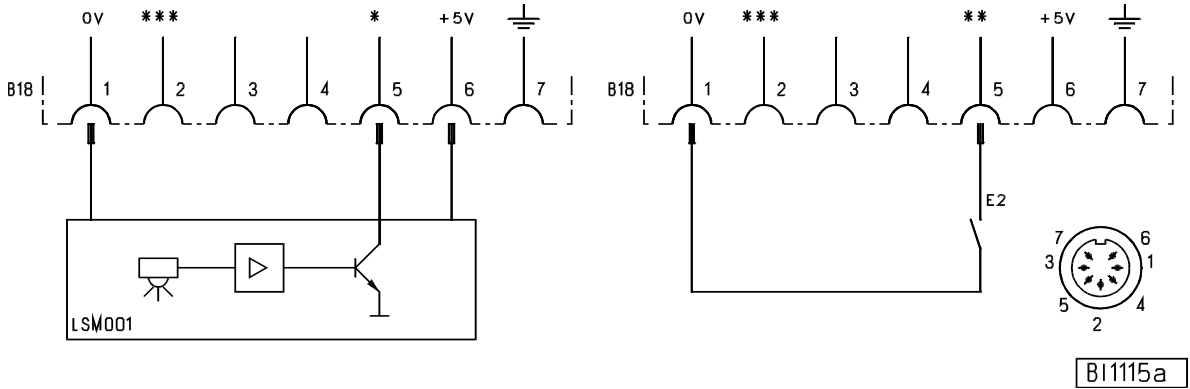 0V *** * +5V
B18 1 2 3 4 5 6 7
LSM001
0V *** ** +5V
B18 1 2 3 4 5 6 7
E2
7 6
3 1
5 4
2
BI1115a